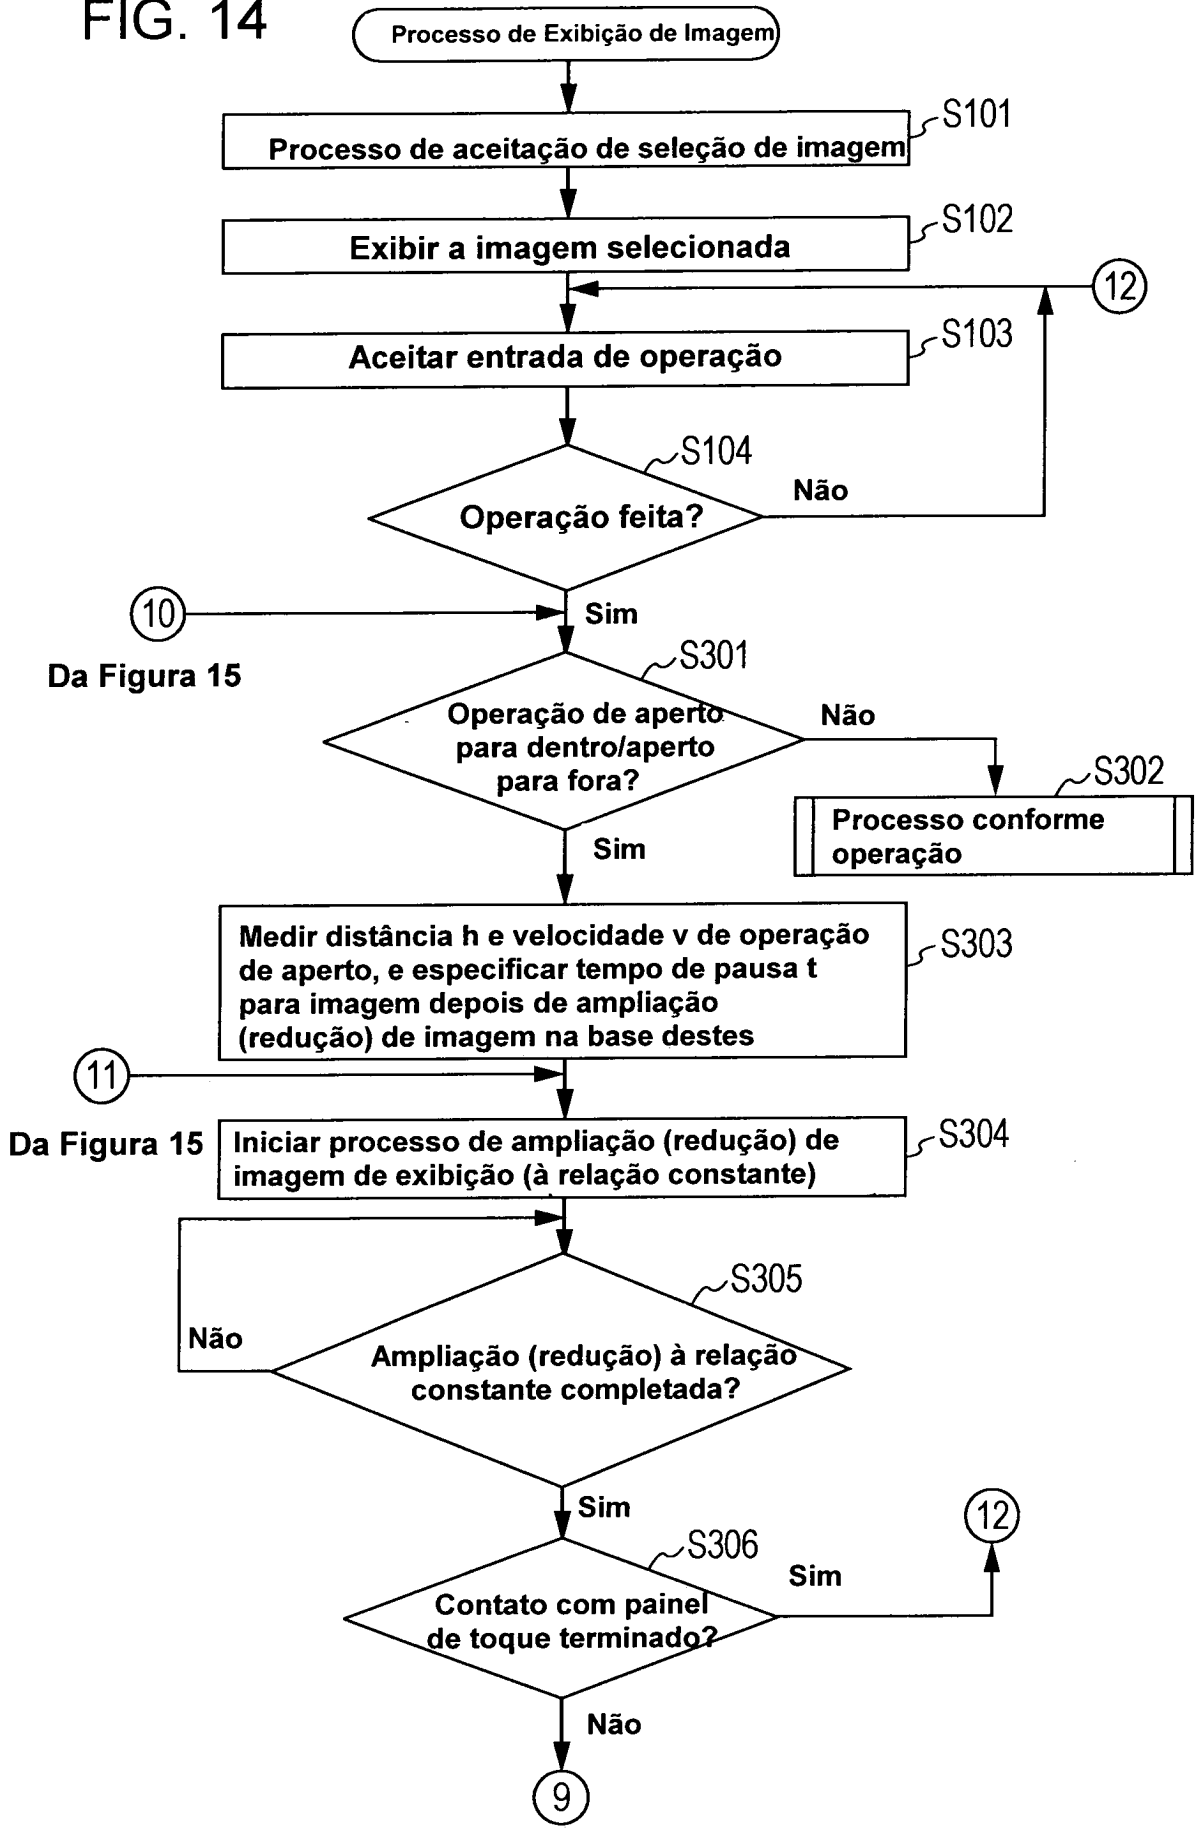 FIG. 14
Processo de Exibição de Imagem
S101
Processo de aceitação de seleção de imagem
S102
Exibir a imagem selecionada
12
S103
Aceitar entrada de operação
S104
Não
Operação feita?
10
Sim
Da Figura 15
S301
Operação de aperto
para dentro/aperto
para fora?
Não
S302
Processo conforme
operação
Sim
Medir distância h e velocidade v de operação
de aperto, e especificar tempo de pausa t
para imagem depois de ampliação
(redução) de imagem na base destes
S303
11
Da Figura 15
S304
Iniciar processo de ampliação (redução) de
imagem de exibição (à relação constante)
S305
Não
Ampliação (redução) à relação
constante completada?
Sim
12
S306
Sim
Contato com painel
de toque terminado?
Não
9